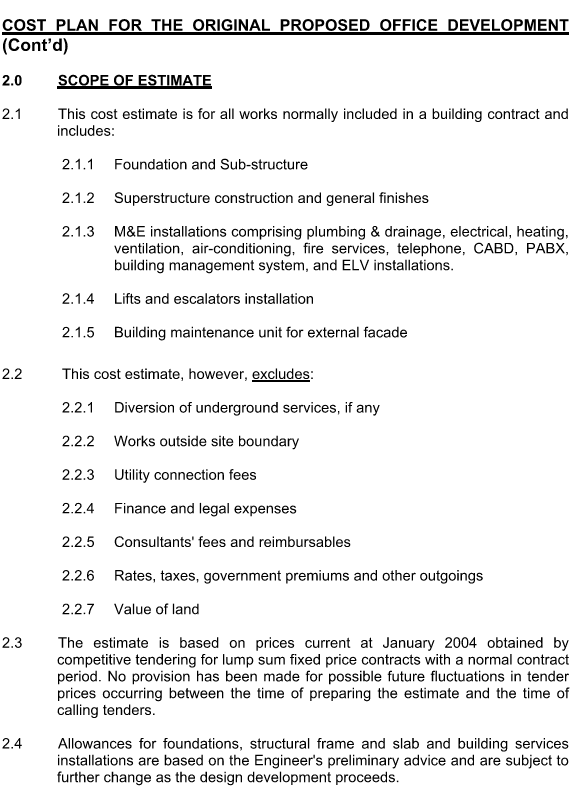 COST PLAN FOR THE ORIGINAL PROPOSED OFFICE DEVELOPMENT
(Cont'd)
2.0 SCOPE OF ESTIMATE
2.1 This cost estimate is for all works normally included in a building contract and
includes:
2.1.1 Foundation and Sub-structure
2.1.2 Superstructure construction and general finishes
2.1.3 M&E installations comprising plumbing & drainage, electrical, heating,
ventilation, air-conditioning, fire services, telephone, CABD, PABX,
building management system, and ELV installations.
2.1.4 Lifts and escalators installation
2.1.5 Building maintenance unit for external facade
2.2 This cost estimate, however, excludes:
2.2.1 Diversion of underground services, if any
2.2.2 Works outside site boundary
2.2.3 Utility connection fees
2.2.4 Finance and legal expenses
2.2.5 Consultants' fees and reimbursables
2.2.6 Rates, taxes, government premiums and other outgoings
2.2.7 Value of land
2.3 The estimate is based on prices current at January 2004 obtained by
competitive tendering for lump sum fixed price contracts with a normal contract
period. No provision has been made for possible future fluctuations in tender
prices occurring between the time of preparing the estimate and the time of
calling tenders.
2.4 Allowances for foundations, structural frame and slab and building services
installations are based on the Engineer's preliminary advice and are subject to
further change as the design development proceeds.